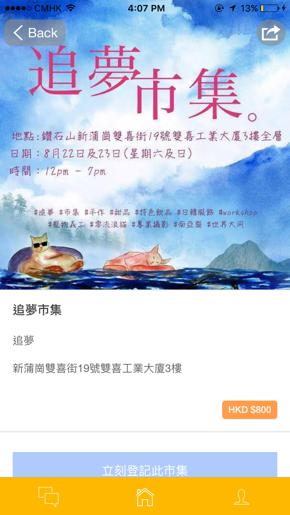 CMHK 4:07 PM 13%
Back
追夢
市集。
地點:鑽石山新蒲崗雙喜街19號雙喜工業大廈3樓全層
日期：8月22日及23日(星期六及日)
時間：12pm - 7pm
#追夢 #市集 #手作 #甜品 #特色飲品 #日韓服飾 #workshop
#零流浪貓 #專業攝影 #世界大同
追夢市集
追夢
新蒲崗雙喜街19號雙喜工業大廈3樓
HKD $800
立刻登記此市集